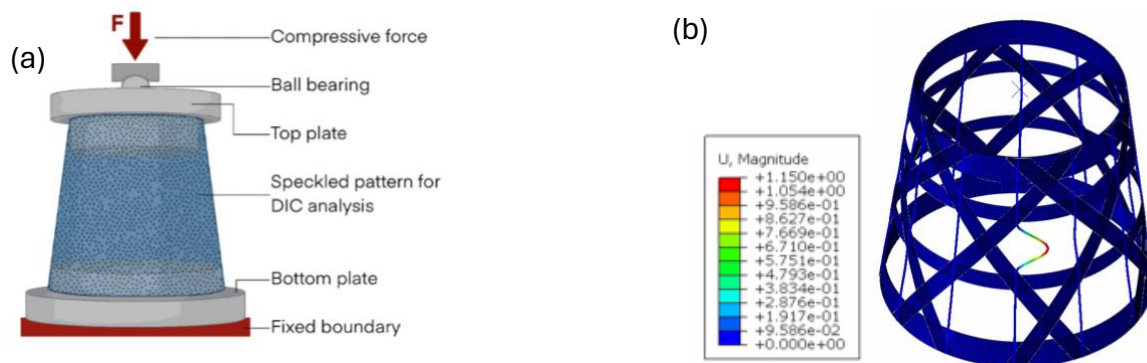 (a)
F
Compressive force
Ball bearing
Top plate
Speckled pattern for
DIC analysis
Bottom plate
Fixed boundary
(b)
U, Magnitude
+1.150e+00
+1.054e+00
+9.586e-01
+8.627e-01
+7.669e-01
+6.710e-01
+5.751e-01
+4.793e-01
+3.834e-01
+2.876e-01
+1.917e-01
+9.586e-02
+0.000e+00